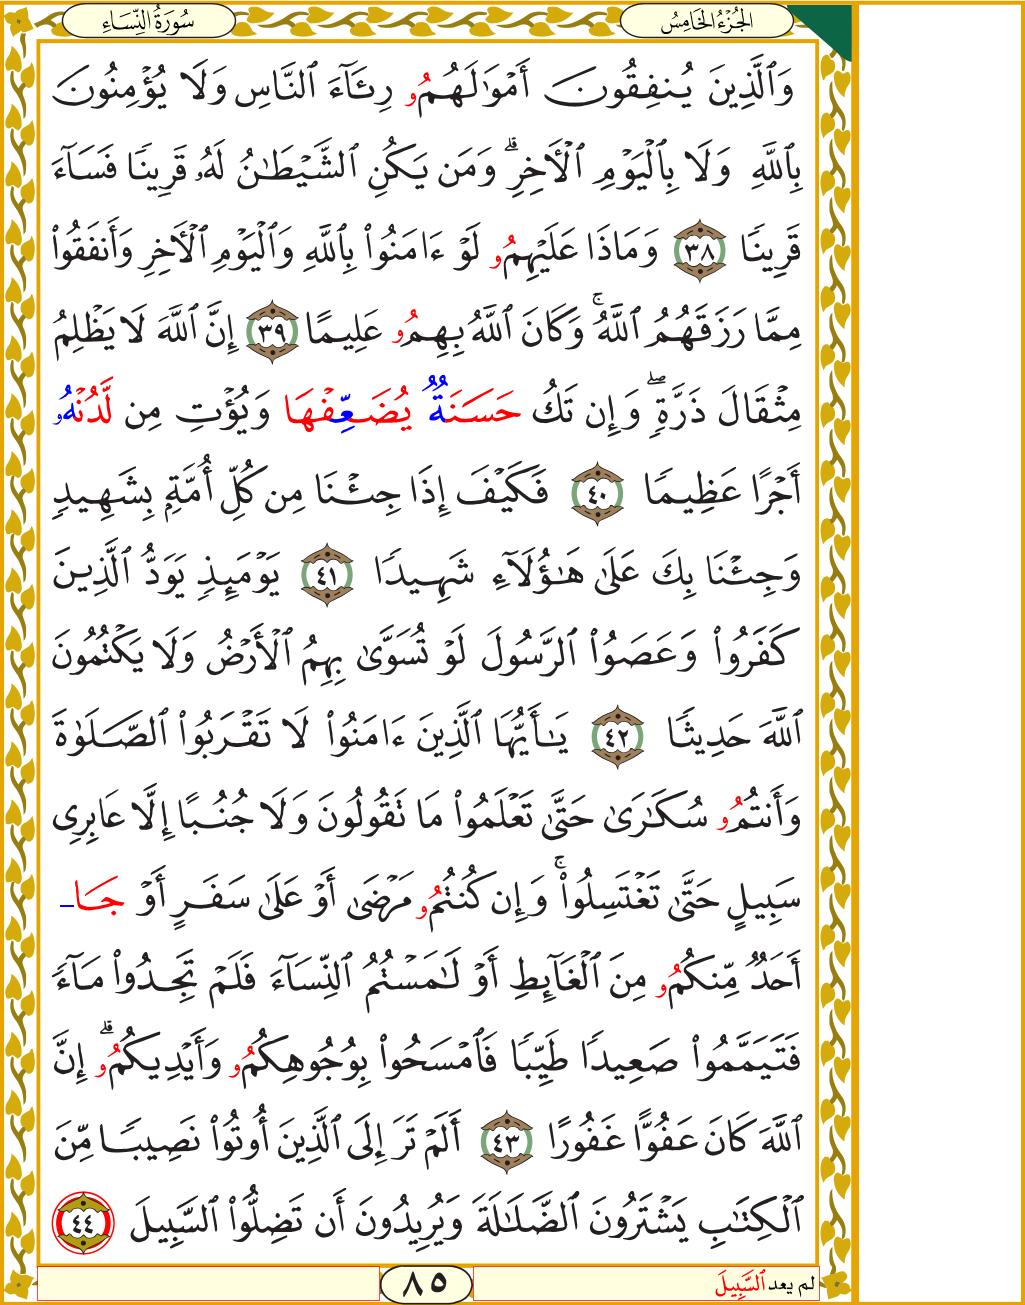 الجُزْءُ الخَامِسُ
سُورَةُ النِّسَاءِ
وَٱلَّذِينَ يُنفِقُونَ أَمۡوَٰلَهُمُو رِئَآءَ ٱلنَّاسِ وَلَا يُؤۡمِنُونَ
بِٱللَّهِ وَلَا بِٱلۡيَوۡمِ ٱلۡأٓخِرِۗ وَمَن يَكُنِ ٱلشَّيۡطَٰنُ لَهُۥ قَرِينٗا فَسَآءَ
قَرِينٗا ٣٨ وَمَاذَا عَلَيۡهِمُو لَوۡ ءَامَنُواْ بِٱللَّهِ وَٱلۡيَوۡمِ ٱلۡأٓخِرِ وَأَنفَقُواْ
مِمَّا رَزَقَهُمُ ٱللَّهُۚ وَكَانَ ٱللَّهُ بِهِمُو عَلِيمًا ٣٩ إِنَّ ٱللَّهَ لَا يَظۡلِمُ
مِثۡقَالَ ذَرَّةٖۖ وَإِن تَكُ حَسَنَةٌ يُضَعِّفۡهَا وَيُؤۡتِ مِن لَّدُنۡهُۥ
أَجۡرًا عَظِيمٗا ٤٠ فَكَيۡفَ إِذَا جِئۡنَا مِن كُلِّ أُمَّةِۭ بِشَهِيدٖ
وَجِئۡنَا بِكَ عَلَىٰ هَٰٓؤُلَآءِ شَهِيدٗا ٤١ يَوۡمَئِذٖ يَوَدُّ ٱلَّذِينَ
كَفَرُواْ وَعَصَوُاْ ٱلرَّسُولَ لَوۡ تُسَوَّىٰ بِهِمُ ٱلۡأَرۡضُ وَلَا يَكۡتُمُونَ
ٱللَّهَ حَدِيثٗا ٤٢ يَٰٓأَيُّهَا ٱلَّذِينَ ءَامَنُواْ لَا تَقۡرَبُواْ ٱلصَّلَوٰةَ
وَأَنتُمُو سُكَٰرَىٰ حَتَّىٰ تَعۡلَمُواْ مَا تَقُولُونَ وَلَا جُنُبًا إِلَّا عَابِرِي
سَبِيلٍ حَتَّىٰ تَغۡتَسِلُواْۚ وَإِن كُنتُمُو مَرۡضَىٰٓ أَوۡ عَلَىٰ سَفَرٍ أَوۡ جَا
أَحَدٞ مِّنكُمُو مِنَ ٱلۡغَآئِطِ أَوۡ لَٰمَسۡتُمُ ٱلنِّسَآءَ فَلَمۡ تَجِدُواْ مَآءٗ
فَتَيَمَّمُواْ صَعِيدٗا طَيِّبٗا فَٱمۡسَحُواْ بِوُجُوهِكُمُو وَأَيۡدِيكُمُوۗ إِنَّ
ٱللَّهَ كَانَ عَفُوًّا غَفُورًا ٤٣ أَلَمۡ تَرَ إِلَى ٱلَّذِينَ أُوتُواْ نَصِيبٗا مِّنَ
ٱلۡكِتَٰبِ يَشۡتَرُونَ ٱلضَّلَٰلَةَ وَيُرِيدُونَ أَن تَضِلُّواْ ٱلسَّبِيلَ ٤٤
لم يعد ٱلسَّبِيلَ
٨٥